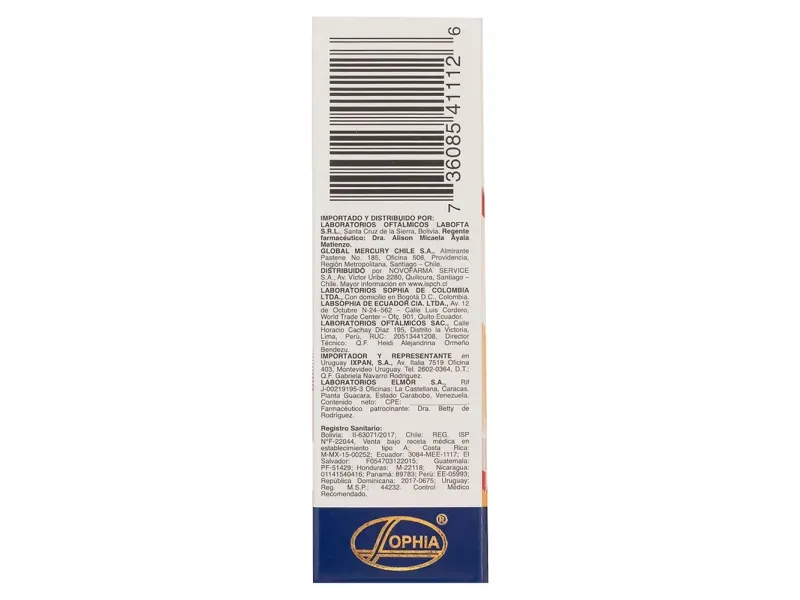 7 36085 41112 6
IMPORTADO Y DISTRIBUIDO POR:
LABORATORIOS OFTÁLMICOS LABOFTA
S.R.L., Santa Cruz de la Sierra, Bolivia. Regente
farmacéutico: Dra. Alison Micaela Ayala
Matienzo.
GLOBAL MERCURY CHILE S.A., Almirante
Pastene No. 185, Oficina 506, Providencia,
Región Metropolitana, Santiago – Chile.
DISTRIBUIDO por NOVOFARMA SERVICE
S.A., Av. Víctor Uribe 2280, Quilicura, Santiago –
Chile. Mayor información en www.ispch.cl
LABORATORIOS SOPHIA DE COLOMBIA
LTDA., Con domicilio en Bogotá D.C., Colombia.
LABSOPHIA DE ECUADOR CIA. LTDA., Av. 12
de Octubre N-24–562 – Calle Luis Cordero,
World Trade Center – Ofc. 901, Quito Ecuador.
LABORATORIOS OFTÁLMICOS SAC., Calle
Horacio Cachay Díaz 195, Distrito la Victoria,
Lima, Perú, RUC: 20513441208, Director
Técnico: Q.F. Heidi Alejandrina Ormeño
Bendezu.
IMPORTADOR Y REPRESENTANTE en
Uruguay IXPAN, S.A., Av. Italia 7519 Oficina
403, Montevideo Uruguay. Tel. 2602-0364, D.T.:
Q.F. Gabriela Navarro Rodríguez.
LABORATORIOS ELMOR S.A., Rif
J-00219195-3 Oficinas: La Castellana, Caracas.
Planta Guacara, Estado Carabobo, Venezuela.
Contenido neto: CPE:
Farmacéutico patrocinante: Dra. Betty de
Rodríguez.
Registro Sanitario:
Bolivia: II-63071/2017; Chile: REG. ISP
N°F-22044, Venta bajo receta médica en
establecimiento tipo A; Costa Rica:
M-MX-15-00252; Ecuador: 3084-MEE-1117; El
Salvador: F054703122015; Guatemala:
PF-51429; Honduras: M-22118; Nicaragua:
01141540416; Panamá: 89783; Perú: EE-05993;
República Dominicana: 2017-0675; Uruguay:
Reg. M.S.P.: 44232. Control Médico
Recomendado.
SOPHIA®